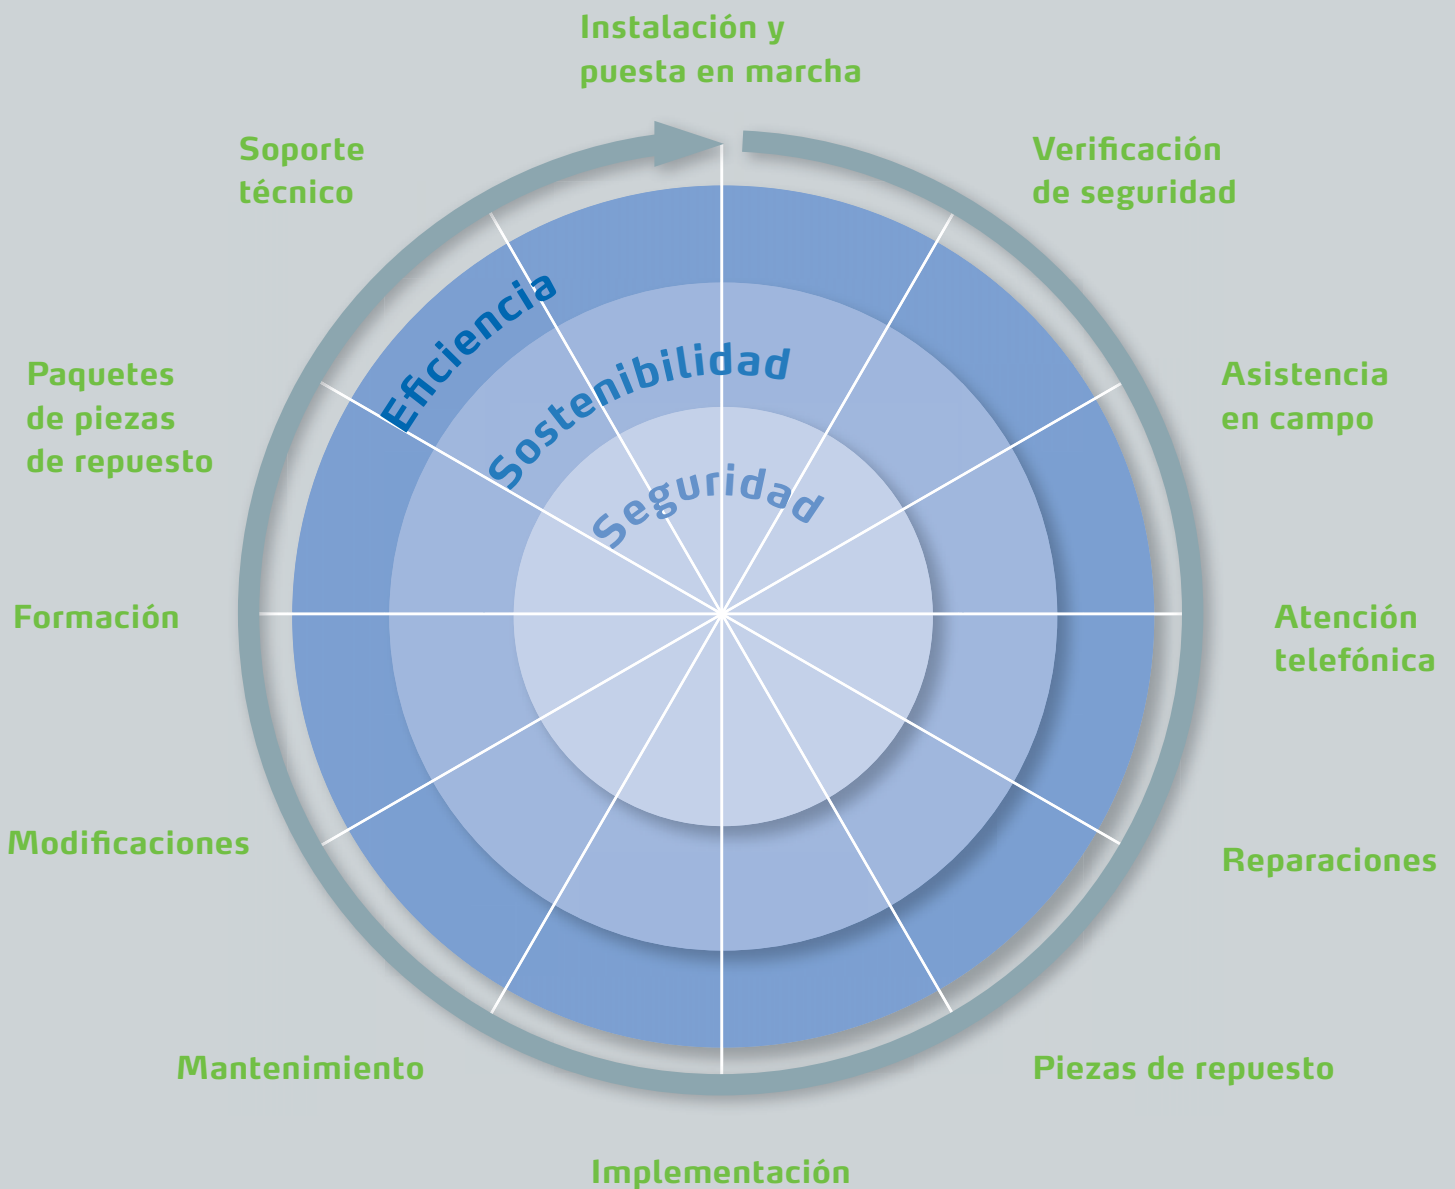 Instalación y
puesta en marcha
Soporte
técnico
Verificación
de seguridad
Eficiencia
Sostenibilidad
Seguridad
Paquetes
de piezas
de repuesto
Asistencia
en campo
Formación
Atención
telefónica
Modificaciones
Reparaciones
Mantenimiento
Piezas de repuesto
Implementación